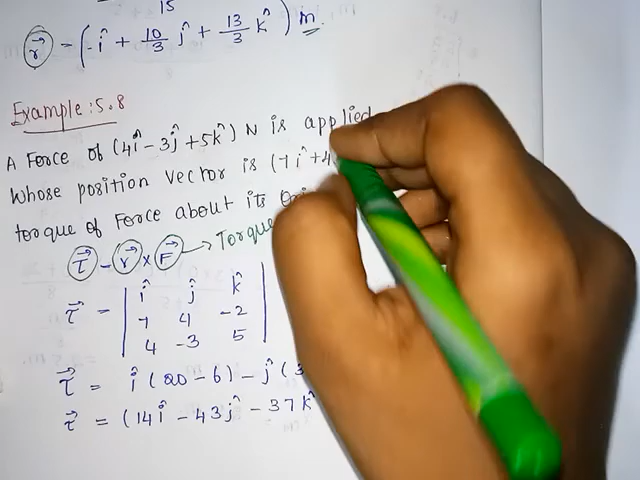 15
r⃗ = (-î + 10/3 ĵ + 13/3 k̂) m
Example: 5.8
A Force of (4î - 3ĵ + 5k̂) N is applied
whose position vector is (7î + 4
torque of Force about its
τ⃗ = r⃗ × F⃗ → Torque
τ⃗ = | î ĵ k̂ |
7 4 -2
4 -3 5
τ⃗ = î (20 - 6) - ĵ (3
τ⃗ = (14î - 43ĵ - 37k̂